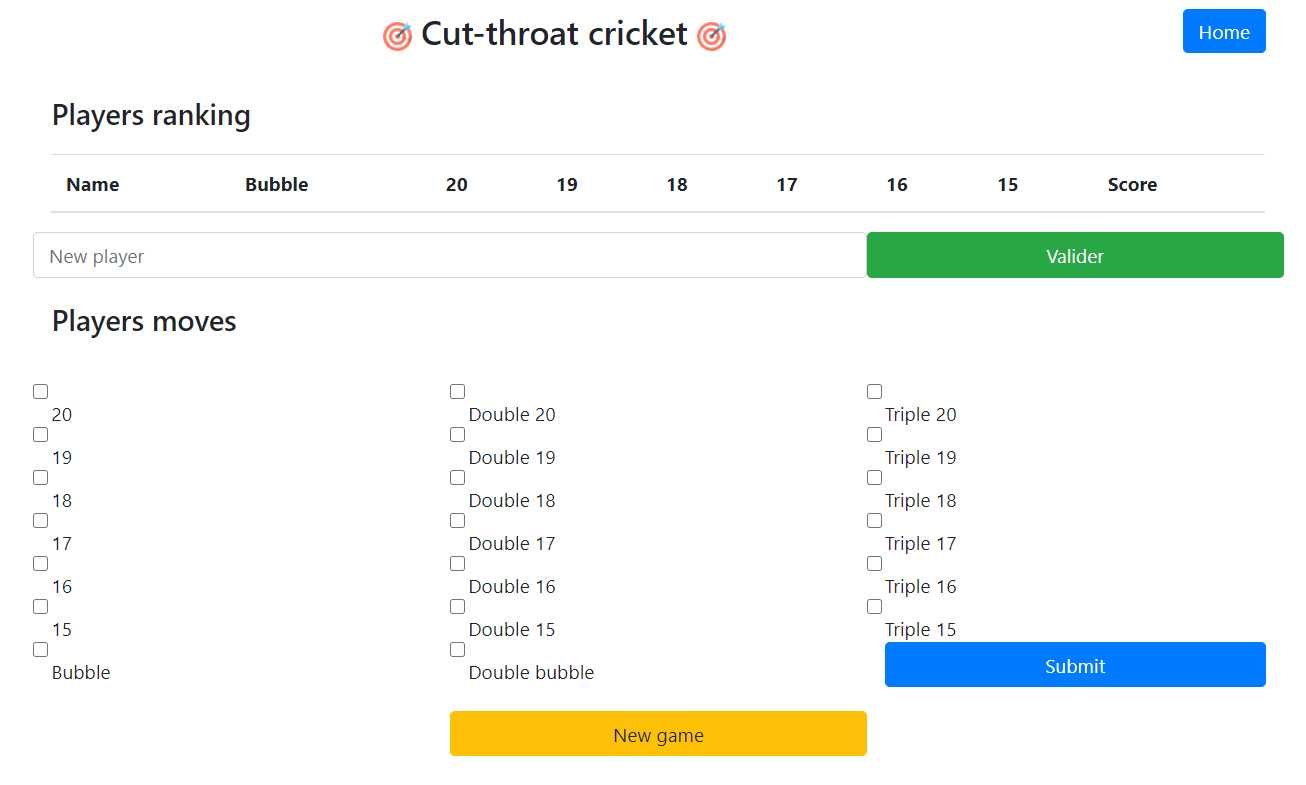 🎯 Cut-throat cricket 🎯 Home
Players ranking
Name Bubble 20 19 18 17 16 15 Score
New player Valider
Players moves
20 Double 20 Triple 20
19 Double 19 Triple 19
18 Double 18 Triple 18
17 Double 17 Triple 17
16 Double 16 Triple 16
15 Double 15 Triple 15
Bubble Double bubble Submit
New game